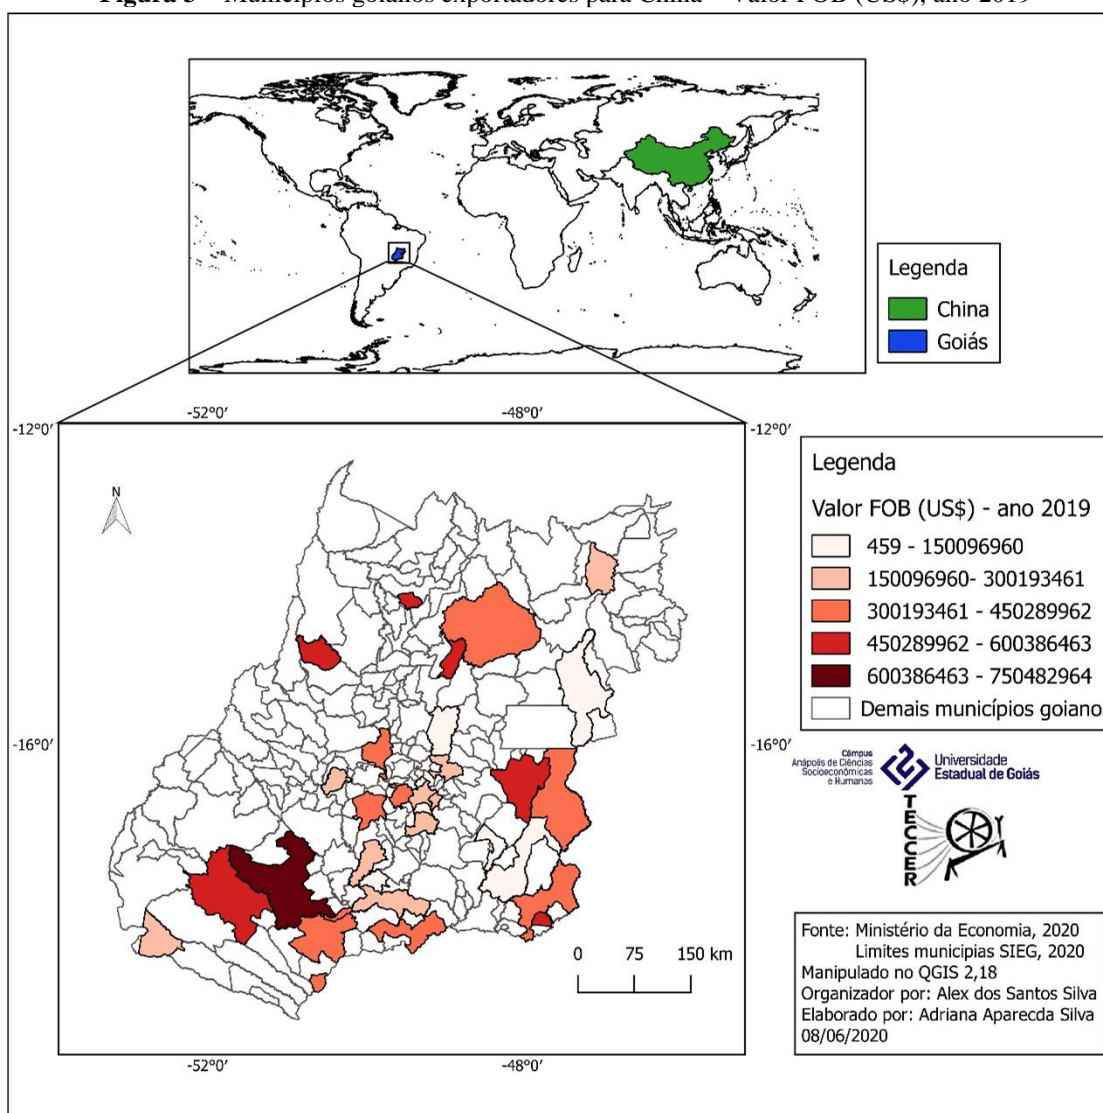 Figura 3 – Municípios goianos exportadores para China – Valor FOB (US$), ano 2019
Legenda
China
Goiás
-52°0′
-48°0′
-12°0′
-12°0′
N
Legenda
Valor FOB (US$) - ano 2019
459 - 150096960
150096960- 300193461
300193461 - 450289962
450289962 - 600386463
600386463 - 750482964
Demais municípios goianos
-16°0′
-16°0′
Câmpus
Anápolis de Ciências
Socioeconômicas
e Humanas
Universidade
Estadual de Goiás
TECCER
0 75 150 km
Fonte: Ministério da Economia, 2020
Limites municipias SIEG, 2020
Manipulado no QGIS 2,18
Organizador por: Alex dos Santos Silva
Elaborado por: Adriana Aparecda Silva
08/06/2020
-52°0′
-48°0′